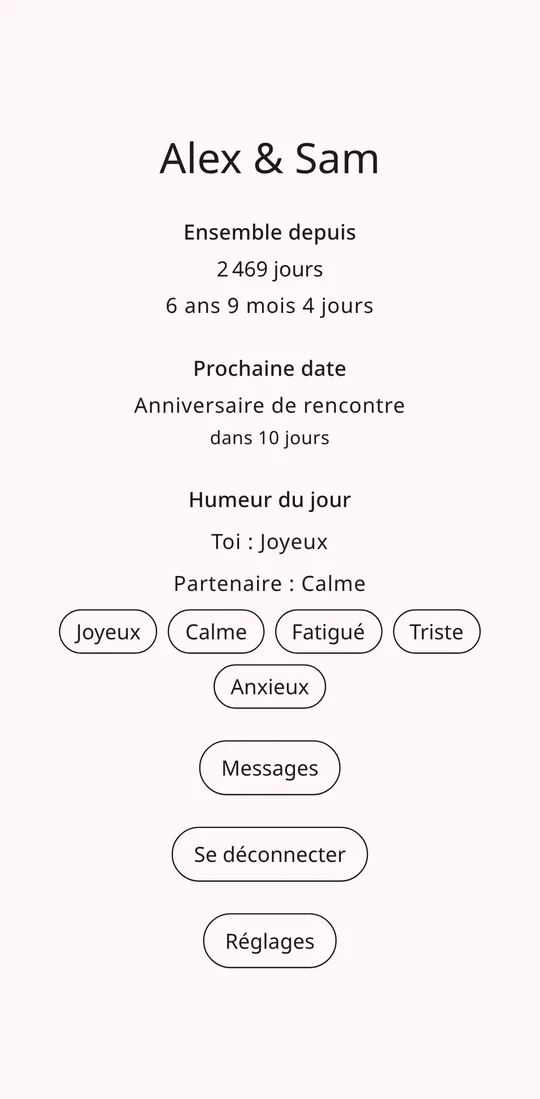 Alex & Sam
Ensemble depuis
2 469 jours
6 ans 9 mois 4 jours
Prochaine date
Anniversaire de rencontre
dans 10 jours
Humeur du jour
Toi : Joyeux
Partenaire : Calme
Joyeux Calme Fatigué Triste
Anxieux
Messages
Se déconnecter
Réglages